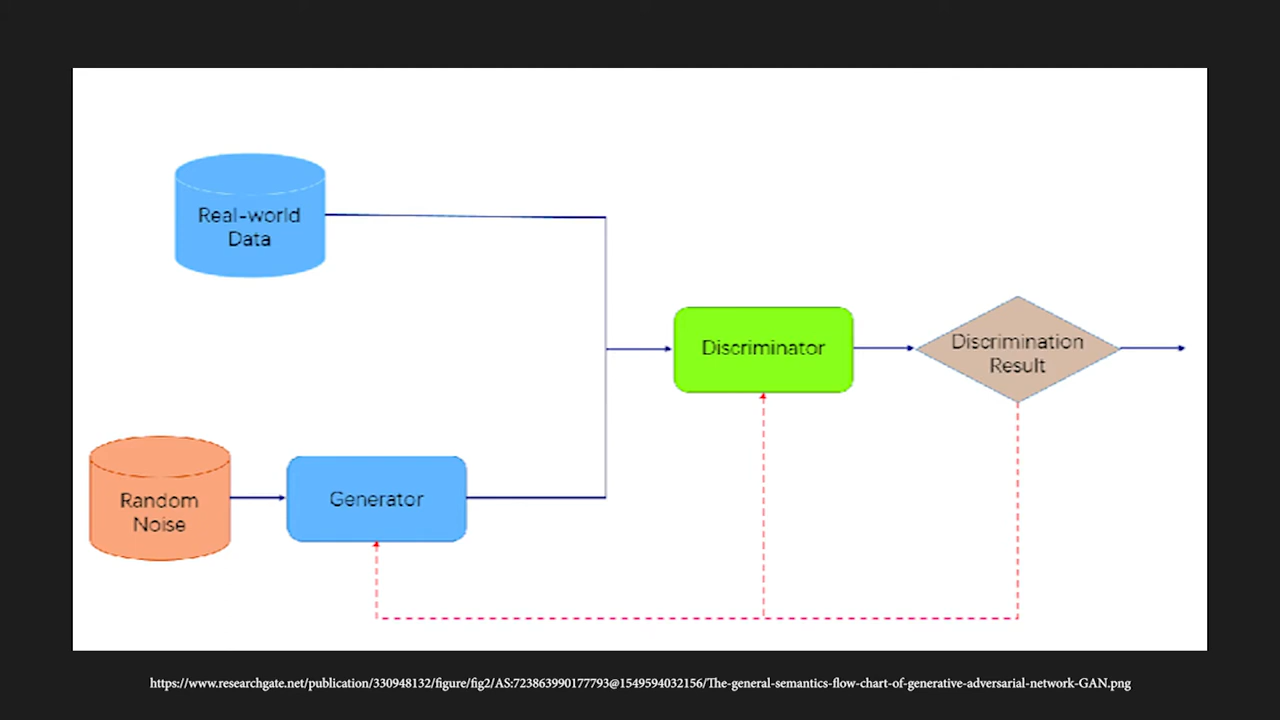 Real-world
Data
Discriminator
Discrimination
Result
Random
Noise
Generator
https://www.researchgate.net/publication/330948132/figure/fig2/AS:723863990177793@1549594032156/The-general-semantics-flow-chart-of-generative-adversarial-network-GAN.png